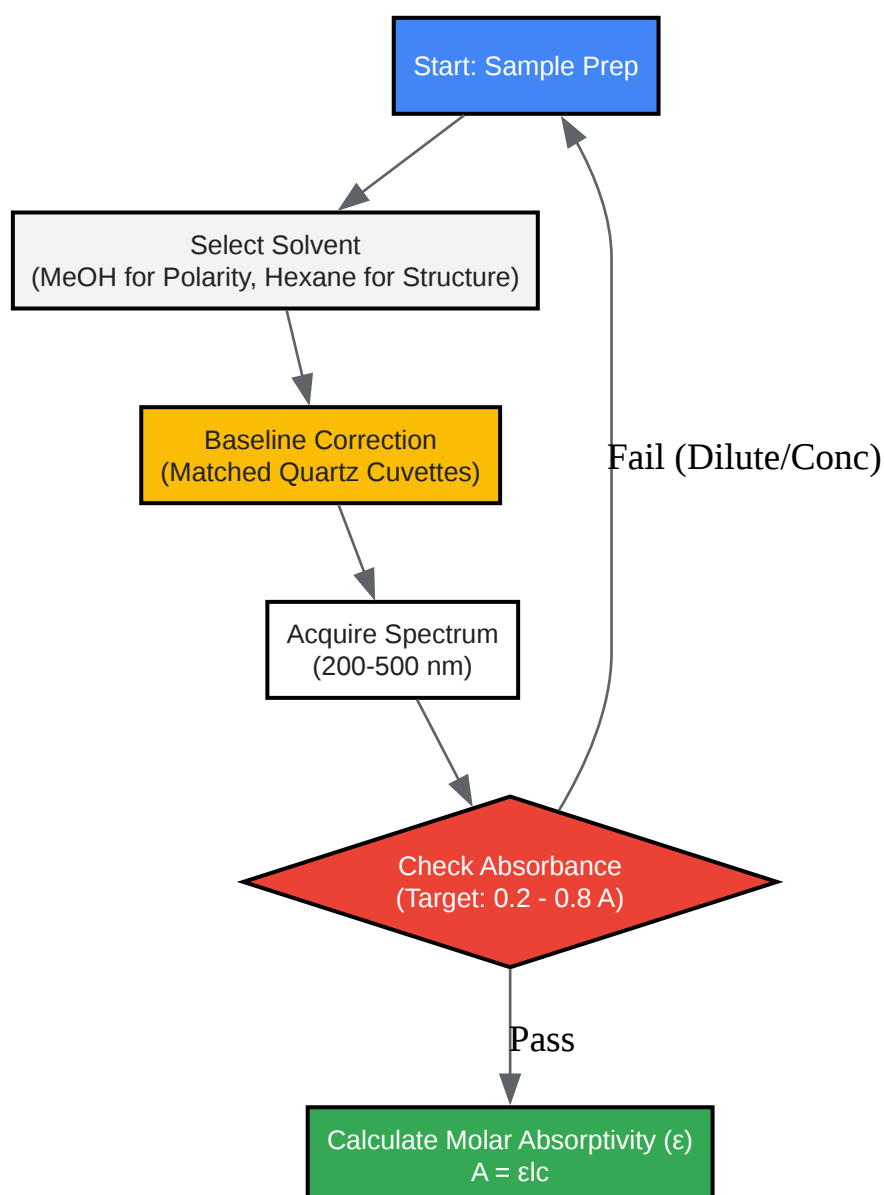 Start: Sample Prep
Select Solvent
(MeOH for Polarity, Hexane for Structure)
Baseline Correction
(Matched Quartz Cuvettes)
Fail (Dilute/Conc)
Acquire Spectrum
(200-500 nm)
Check Absorbance
(Target: 0.2 - 0.8 A)
Pass
Calculate Molar Absorptivity (ε)
A = εlc